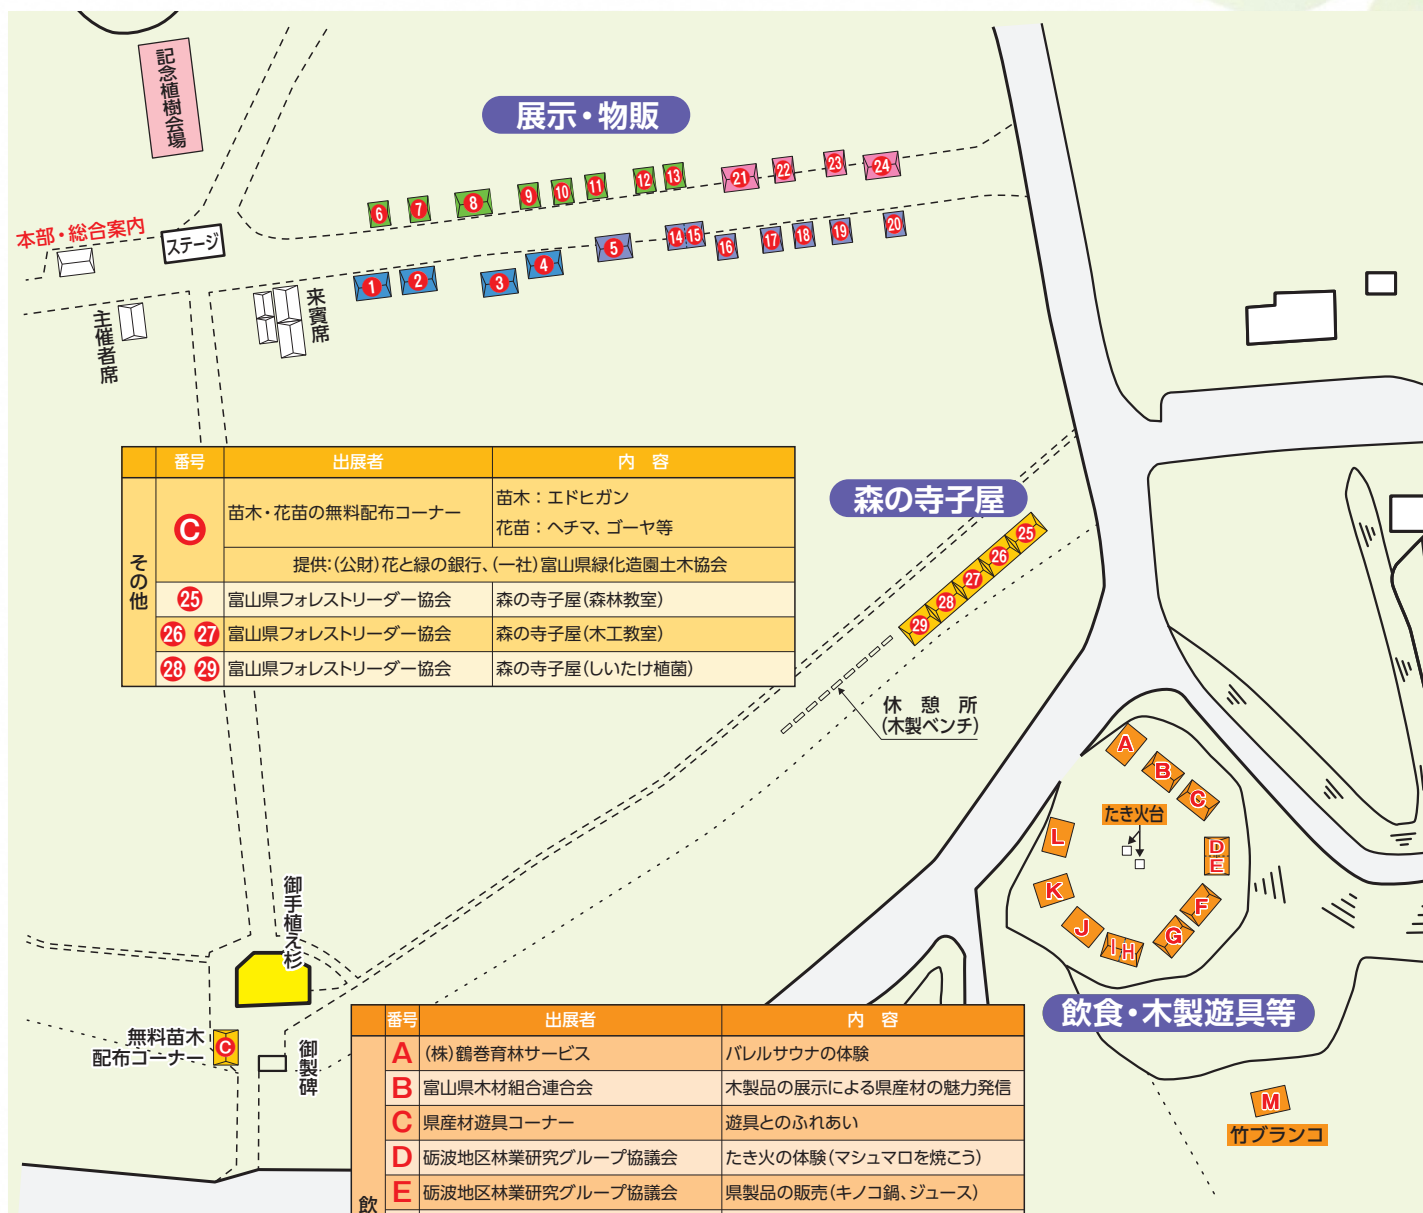 記念植樹会場
展示・物販
6
7
8
9
10
11
12
13
21
22
23
24
本部・総合案内
ステージ
1
2
3
4
5
14
15
16
17
18
19
20
主催者席
来賓席
番号 出展者 内 容
その他
C 苗木・花苗の無料配布コーナー 苗木：エドヒガン
花苗：ヘチマ、ゴーヤ等
提供:(公財)花と緑の銀行、(一社)富山県緑化造園土木協会
25 富山県フォレストリーダー協会 森の寺子屋(森林教室)
26 27 富山県フォレストリーダー協会 森の寺子屋(木工教室)
28 29 富山県フォレストリーダー協会 森の寺子屋(しいたけ植菌)
森の寺子屋
25
26
27
28
29
休 憩 所
(木製ベンチ)
A
B
C
たき火台
D
E
F
G
H
I
J
K
L
飲食・木製遊具等
M
竹ブランコ
御手植え杉
無料苗木
配布コーナー
C
御製碑
番号 出展者 内 容
飲
A (株)鶴巻育林サービス バレルサウナの体験
B 富山県木材組合連合会 木製品の展示による県産材の魅力発信
C 県産材遊具コーナー 遊具とのふれあい
D 砺波地区林業研究グループ協議会 たき火の体験(マシュマロを焼こう)
E 砺波地区林業研究グループ協議会 県製品の販売(キノコ鍋、ジュース)